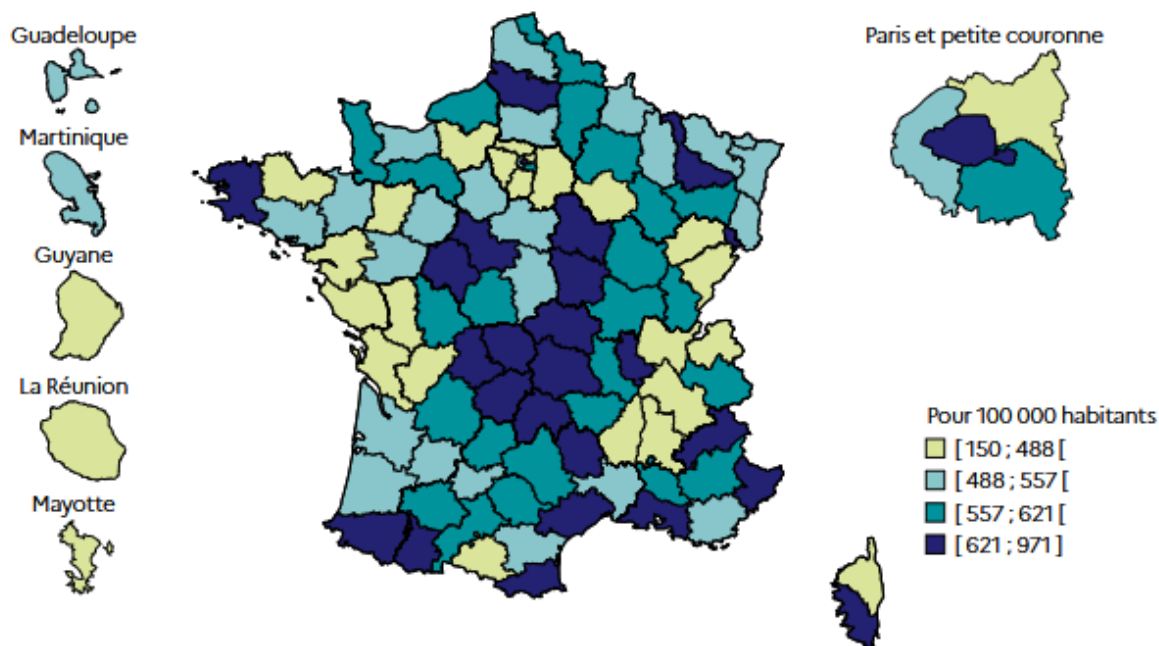 Guadeloupe
Martinique
Guyane
La Réunion
Mayotte
Paris et petite couronne
Pour 100 000 habitants
[ 150 ; 488 [
[ 488 ; 557 [
[ 557 ; 621 [
[ 621 ; 971 ]